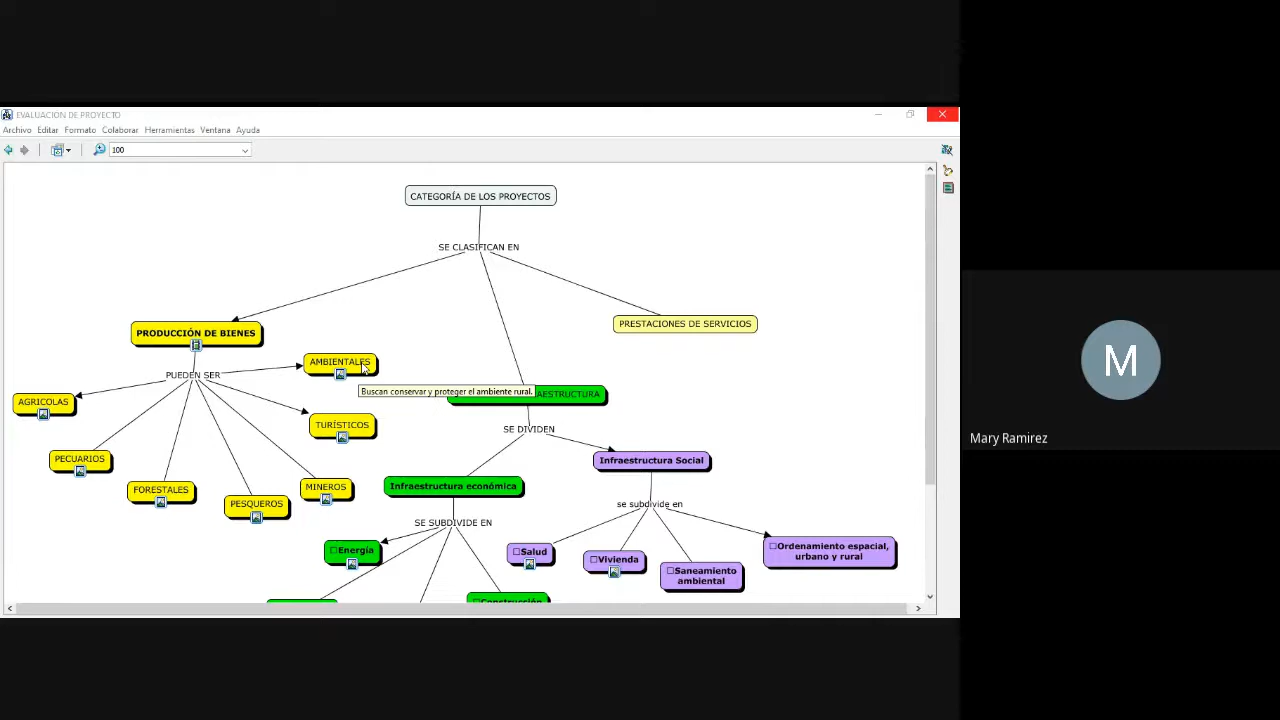 EVALUACION DE PROYECTO
Archivo Editar Formato Colaborar Herramientas Ventana Ayuda
100
CATEGORÍA DE LOS PROYECTOS
SE CLASIFICAN EN
PRODUCCIÓN DE BIENES
PRESTACIONES DE SERVICIOS
AMBIENTALES
PUEDEN SER
Buscan conservar y proteger el ambiente rural.
AESTRUCTURA
AGRICOLAS
TURÍSTICOS
SE DIVIDEN
PECUARIOS
Infraestructura Social
FORESTALES
MINEROS
Infraestructura económica
PESQUEROS
se subdivide en
SE SUBDIVIDE EN
Energía
Salud
Vivienda
Ordenamiento espacial,
urbano y rural
Saneamiento
ambiental
Construcción
M
Mary Ramirez